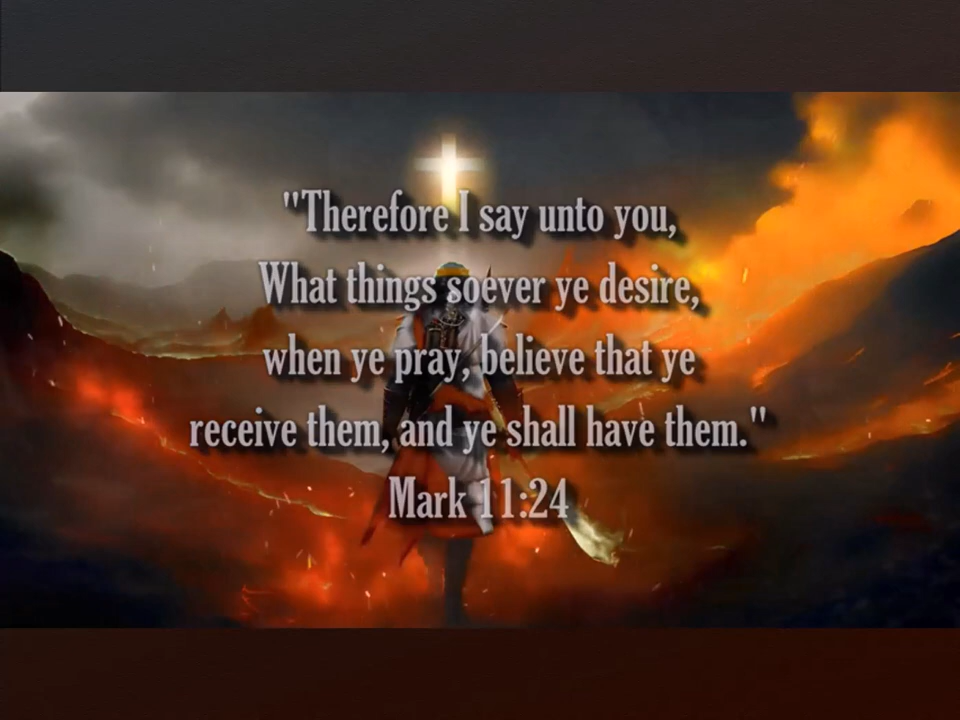 "Therefore I say unto you,
What things soever ye desire,
when ye pray, believe that ye
receive them, and ye shall have them."
Mark 11:24